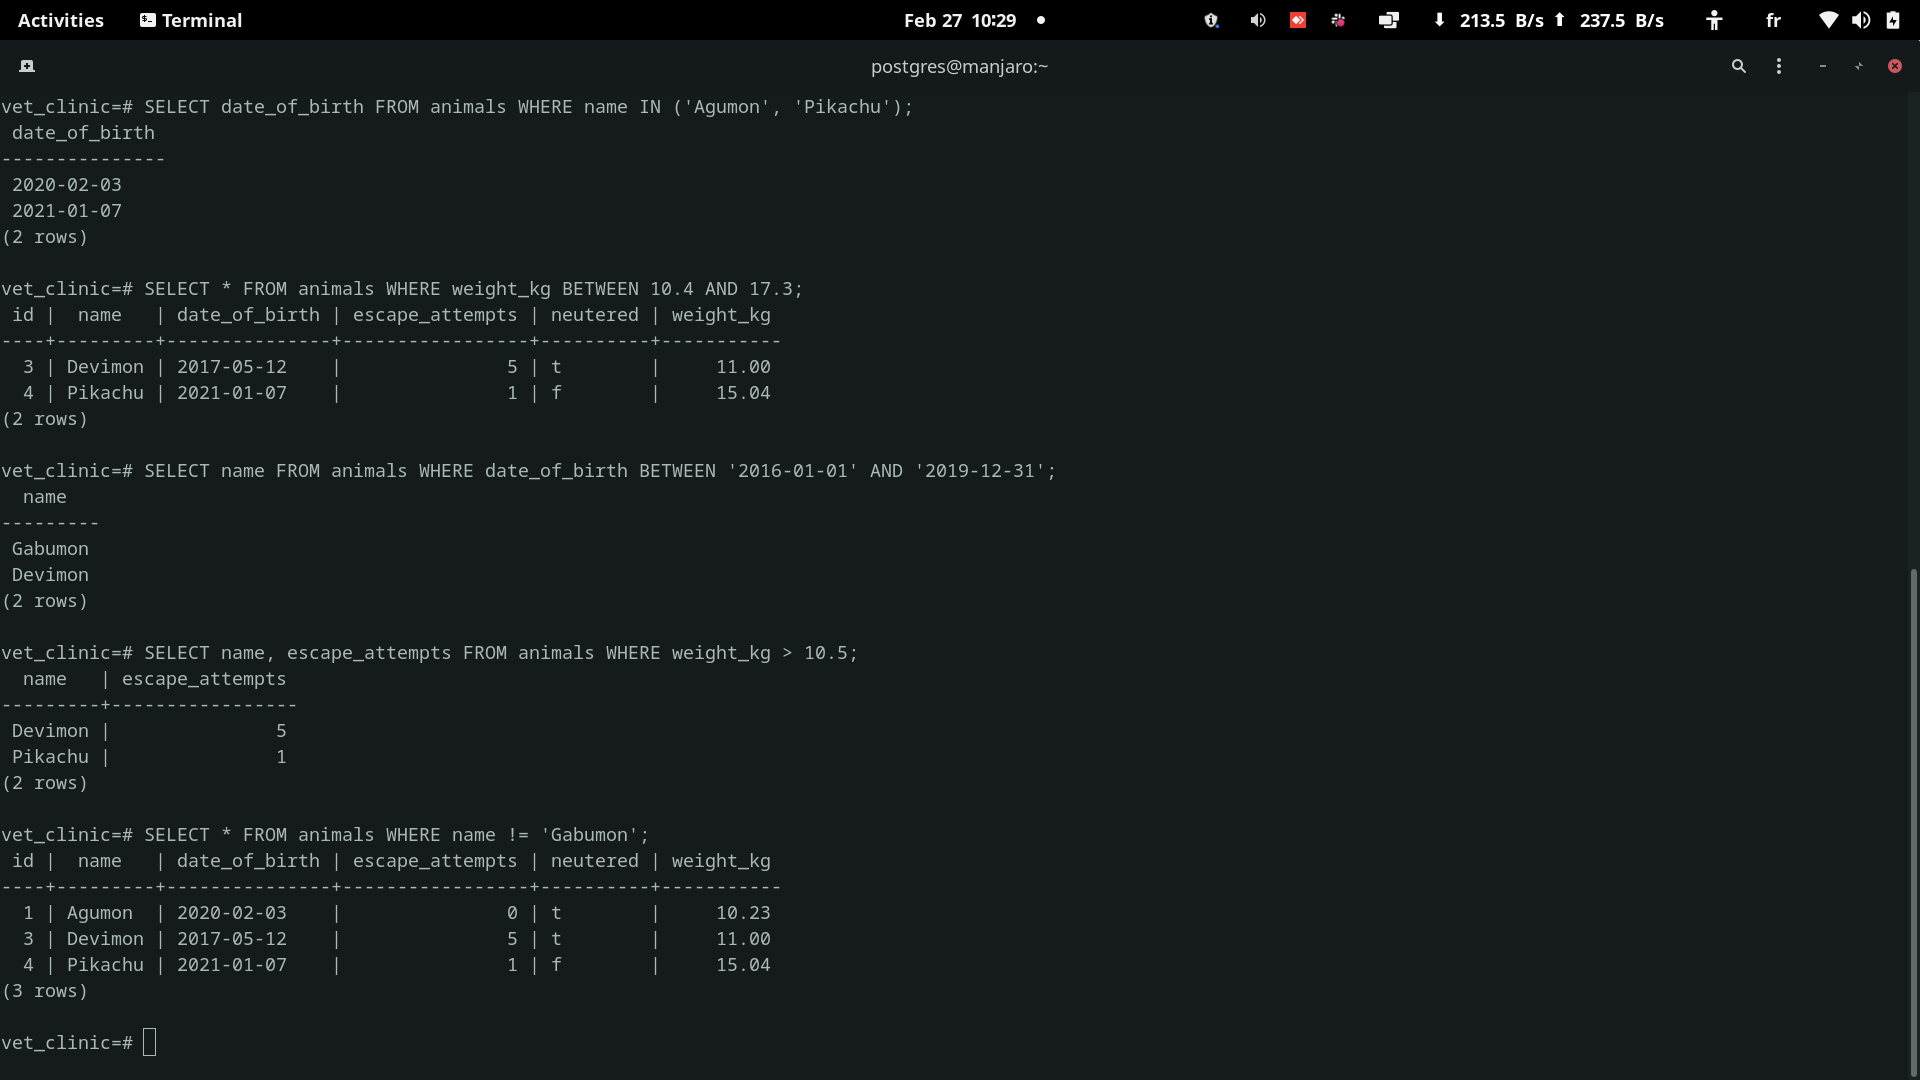 Activities Terminal Feb 27 10:29 213.5 B/s 237.5 B/s fr
postgres@manjaro:~
vet_clinic=# SELECT date_of_birth FROM animals WHERE name IN ('Agumon', 'Pikachu');
 date_of_birth
---------------
 2020-02-03
 2021-01-07
(2 rows)

vet_clinic=# SELECT * FROM animals WHERE weight_kg BETWEEN 10.4 AND 17.3;
 id |  name   | date_of_birth | escape_attempts | neutered | weight_kg
----+---------+---------------+-----------------+----------+-----------
  3 | Devimon | 2017-05-12    |               5 | t        |     11.00
  4 | Pikachu | 2021-01-07    |               1 | f        |     15.04
(2 rows)

vet_clinic=# SELECT name FROM animals WHERE date_of_birth BETWEEN '2016-01-01' AND '2019-12-31';
  name
---------
 Gabumon
 Devimon
(2 rows)

vet_clinic=# SELECT name, escape_attempts FROM animals WHERE weight_kg > 10.5;
  name   | escape_attempts
---------+-----------------
 Devimon |               5
 Pikachu |               1
(2 rows)

vet_clinic=# SELECT * FROM animals WHERE name != 'Gabumon';
 id |  name   | date_of_birth | escape_attempts | neutered | weight_kg
----+---------+---------------+-----------------+----------+-----------
  1 | Agumon  | 2020-02-03    |               0 | t        |     10.23
  3 | Devimon | 2017-05-12    |               5 | t        |     11.00
  4 | Pikachu | 2021-01-07    |               1 | f        |     15.04
(3 rows)

vet_clinic=#